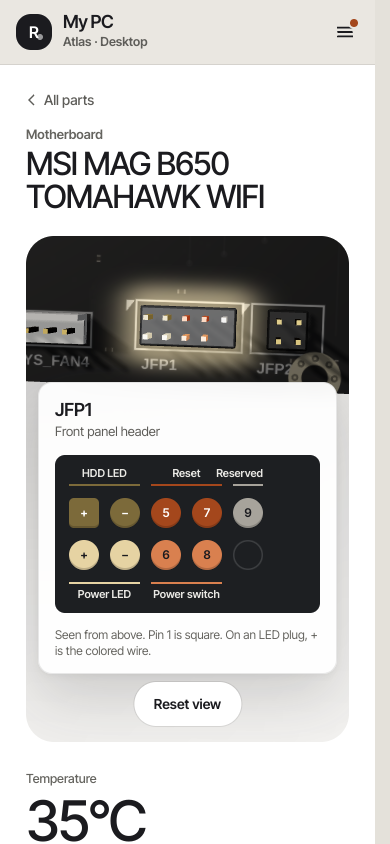 R
My PC
Atlas · Desktop
All parts
Motherboard
MSI MAG B650
TOMAHAWK WIFI
YS_FAN4
JFP1
JFP2
JFP1
Front panel header
HDD LED Reset Reserved
+ − 5 7 9
+ − 6 8
Power LED Power switch
Seen from above. Pin 1 is square. On an LED plug, +
is the colored wire.
Reset view
Temperature
35°C